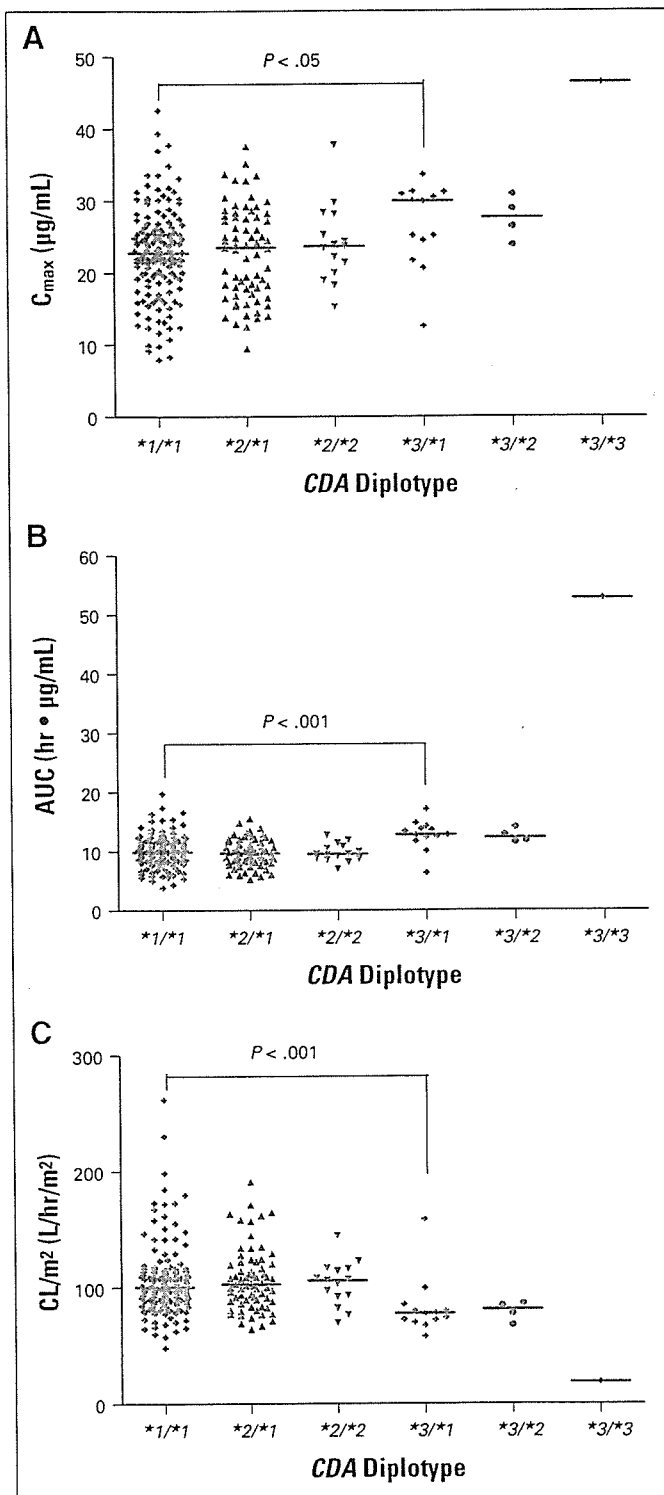 A
P < .05
50
40
30
20
10
0
Cmax (µg/mL)
*1/*1 *2/*1 *2/*2 *3/*1 *3/*2 *3/*3
CDA Diplotype
B
P < .001
60
50
40
30
20
10
0
AUC (hr • µg/mL)
*1/*1 *2/*1 *2/*2 *3/*1 *3/*2 *3/*3
CDA Diplotype
C
P < .001
300
200
100
0
CL/m² (L/hr/m²)
*1/*1 *2/*1 *2/*2 *3/*1 *3/*2 *3/*3
CDA Diplotype